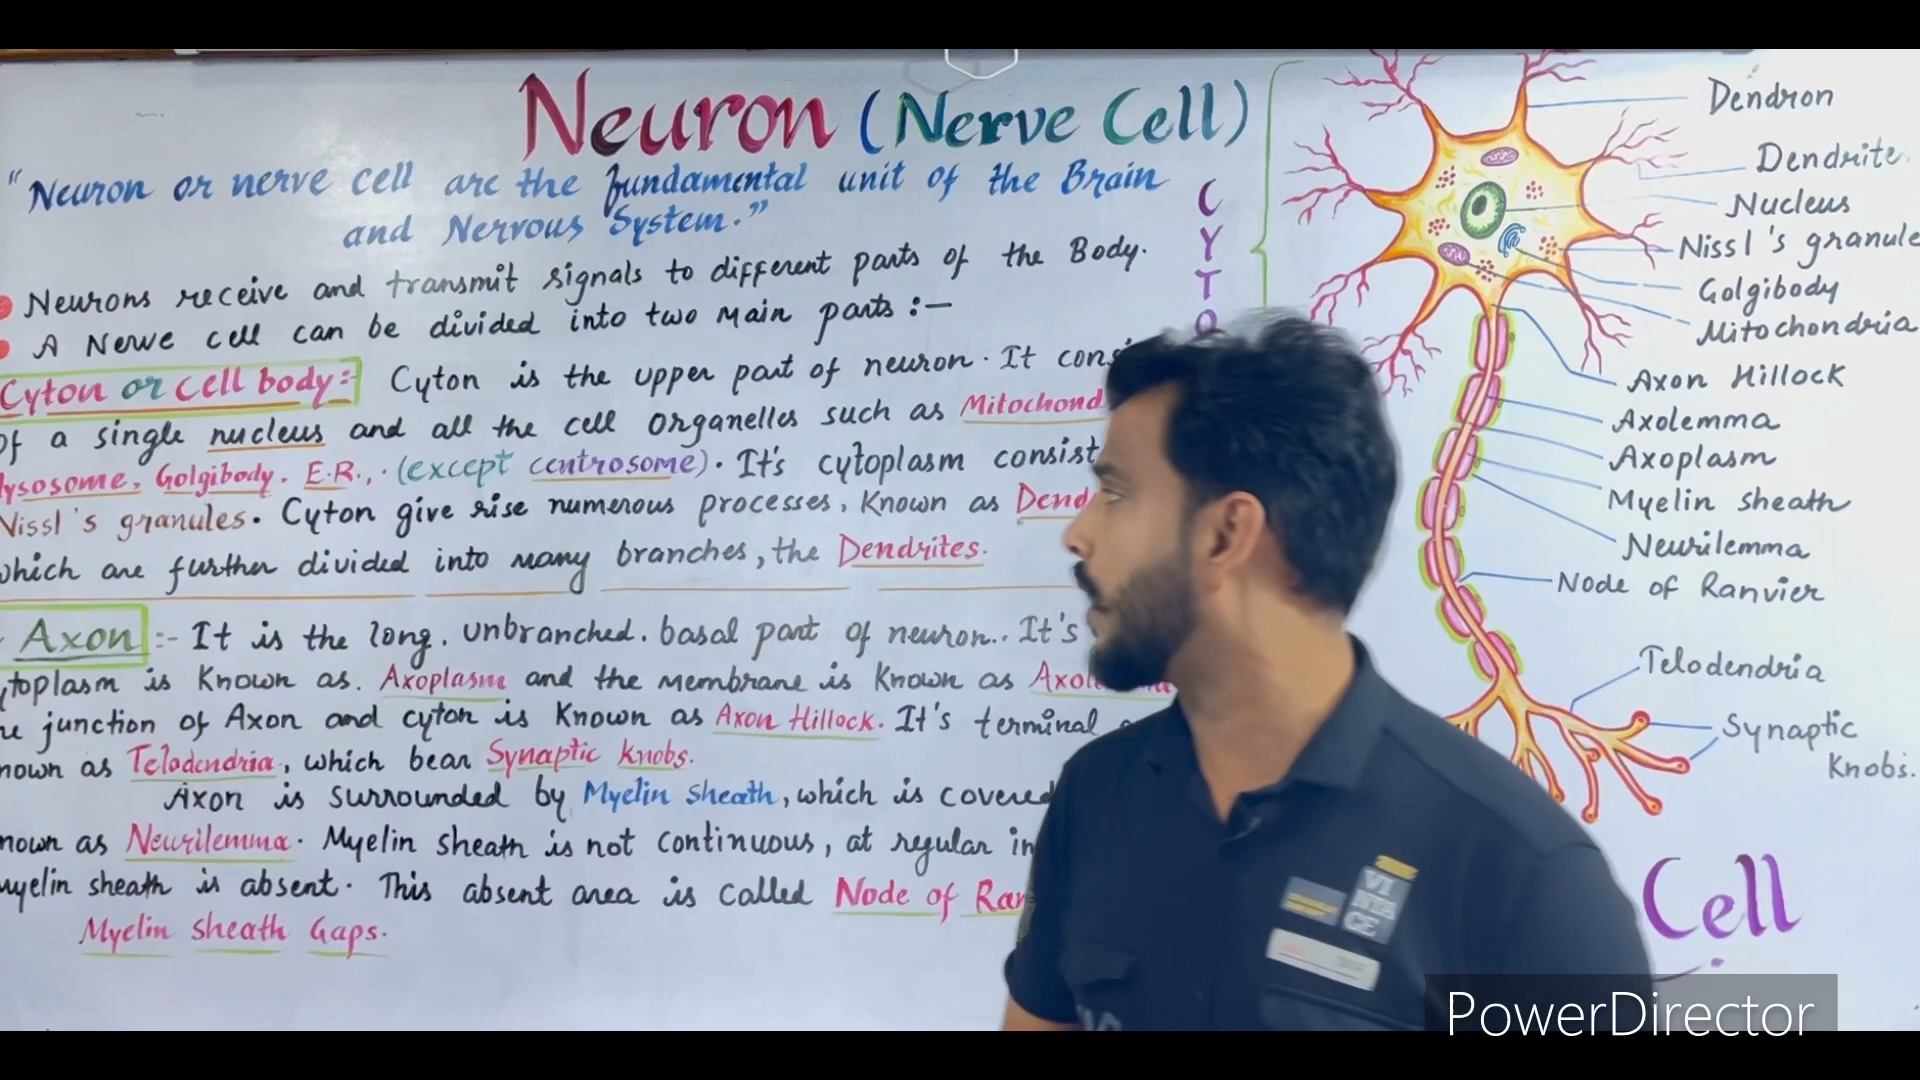 Neuron (Nerve Cell)
"Neuron or nerve cell are the fundamental unit of the Brain
and Nervous System."
Neurons receive and transmit signals to different parts of the Body.
A Nerve cell can be divided into two Main parts :-
Cyton or Cell body:- Cyton is the upper part of neuron. It cons
of a single nucleus and all the cell organelles such as Mitochond
lysosome, Golgibody. E.R.,. (except centrosome). It's cytoplasm consist
Nissl's granules. Cyton give rise numerous processes, Known as Dend
which are further divided into many branches, the Dendrites.
Axon :- It is the long, unbranched, basal part of neuron.. It's
ytoplasm is Known as. Axoplasm and the membrane is Known as Axol
he junction of Axon and cyton is Known as Axon Hillock. It's terminal
nown as Telodendria, which bear Synaptic Knobs.
Axon is surrounded by Myelin sheath, which is covered
nown as Neurilemma. Myelin sheath is not continuous, at regular in
myelin sheath is absent. This absent area is called Node of Ran
Myelin sheath Gaps.
C
Y
T
O
Dendron
Dendrites
Nucleus
Nissl's granule
Golgibody
Mitochondria
Axon Hillock
Axolemma
Axoplasm
Myelin sheath
Neurilemma
Node of Ranvier
Telodendria
Synaptic
Knobs.
Cell
VI
NTA
GE
PowerDirector